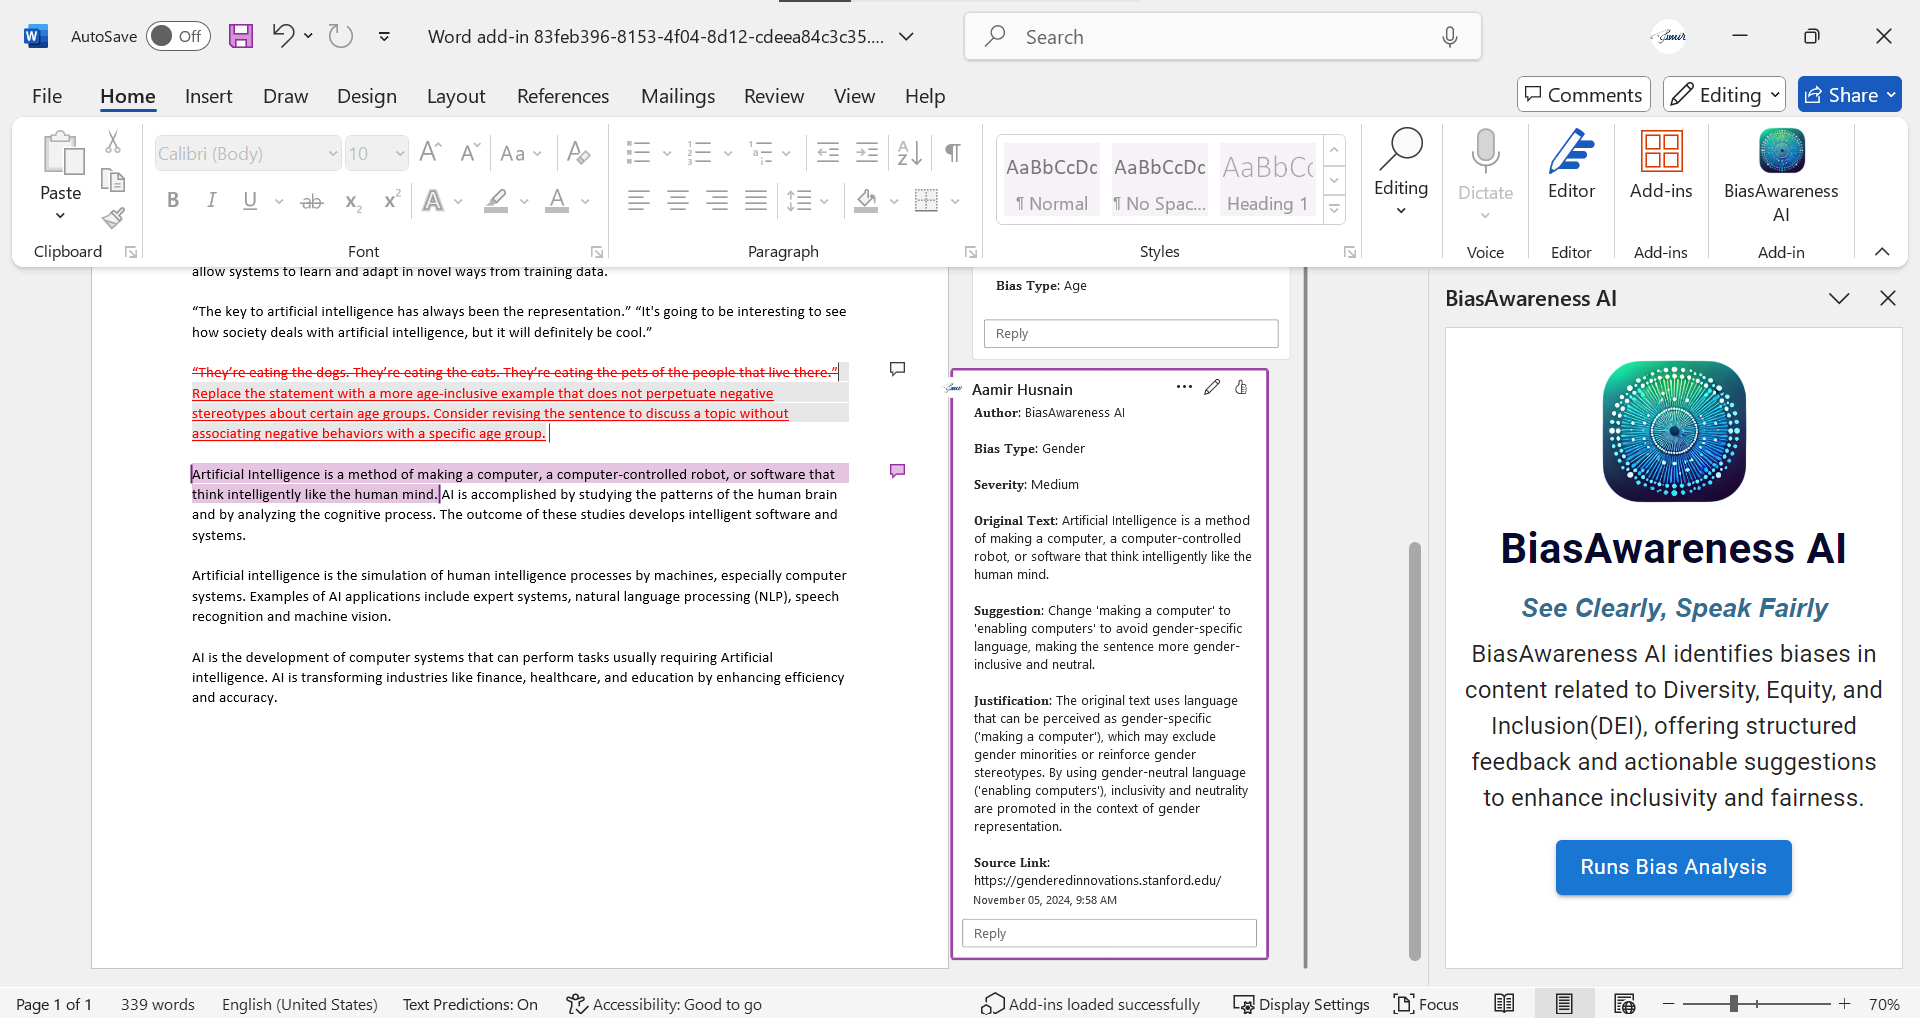 AutoSave Off
Word add-in 83feb396-8153-4f04-8d12-cdeea84c3c35....
Search
File Home Insert Draw Design Layout References Mailings Review View Help
Comments Editing Share
Paste
Clipboard
Calibri (Body) 10
Font
Paragraph
AaBbCcDc AaBbCcDc AaBbCc
¶ Normal ¶ No Spac... Heading 1
Styles
Editing
Dictate
Voice
Editor
Editor
Add-ins
Add-ins
BiasAwareness
AI
Add-in
allow systems to learn and adapt in novel ways from training data.
“The key to artificial intelligence has always been the representation.” “It's going to be interesting to see
how society deals with artificial intelligence, but it will definitely be cool.”
“They’re eating the dogs. They’re eating the cats. They’re eating the pets of the people that live there.”
Replace the statement with a more age-inclusive example that does not perpetuate negative
stereotypes about certain age groups. Consider revising the sentence to discuss a topic without
associating negative behaviors with a specific age group.
Artificial Intelligence is a method of making a computer, a computer-controlled robot, or software that
think intelligently like the human mind. AI is accomplished by studying the patterns of the human brain
and by analyzing the cognitive process. The outcome of these studies develops intelligent software and
systems.
Artificial intelligence is the simulation of human intelligence processes by machines, especially computer
systems. Examples of AI applications include expert systems, natural language processing (NLP), speech
recognition and machine vision.
AI is the development of computer systems that can perform tasks usually requiring Artificial
intelligence. AI is transforming industries like finance, healthcare, and education by enhancing efficiency
and accuracy.
Bias Type: Age
Reply
Aamir Husnain
Author: BiasAwareness AI
Bias Type: Gender
Severity: Medium
Original Text: Artificial Intelligence is a method
of making a computer, a computer-controlled
robot, or software that think intelligently like the
human mind.
Suggestion: Change 'making a computer' to
'enabling computers' to avoid gender-specific
language, making the sentence more gender-
inclusive and neutral.
Justification: The original text uses language
that can be perceived as gender-specific
('making a computer'), which may exclude
gender minorities or reinforce gender
stereotypes. By using gender-neutral language
('enabling computers'), inclusivity and neutrality
are promoted in the context of gender
representation.
Source Link:
https://genderedinnovations.stanford.edu/
November 05, 2024, 9:58 AM
Reply
BiasAwareness AI
BiasAwareness AI
See Clearly, Speak Fairly
BiasAwareness AI identifies biases in
content related to Diversity, Equity, and
Inclusion(DEI), offering structured
feedback and actionable suggestions
to enhance inclusivity and fairness.
Runs Bias Analysis
Page 1 of 1 339 words English (United States) Text Predictions: On Accessibility: Good to go Add-ins loaded successfully Display Settings Focus 70%